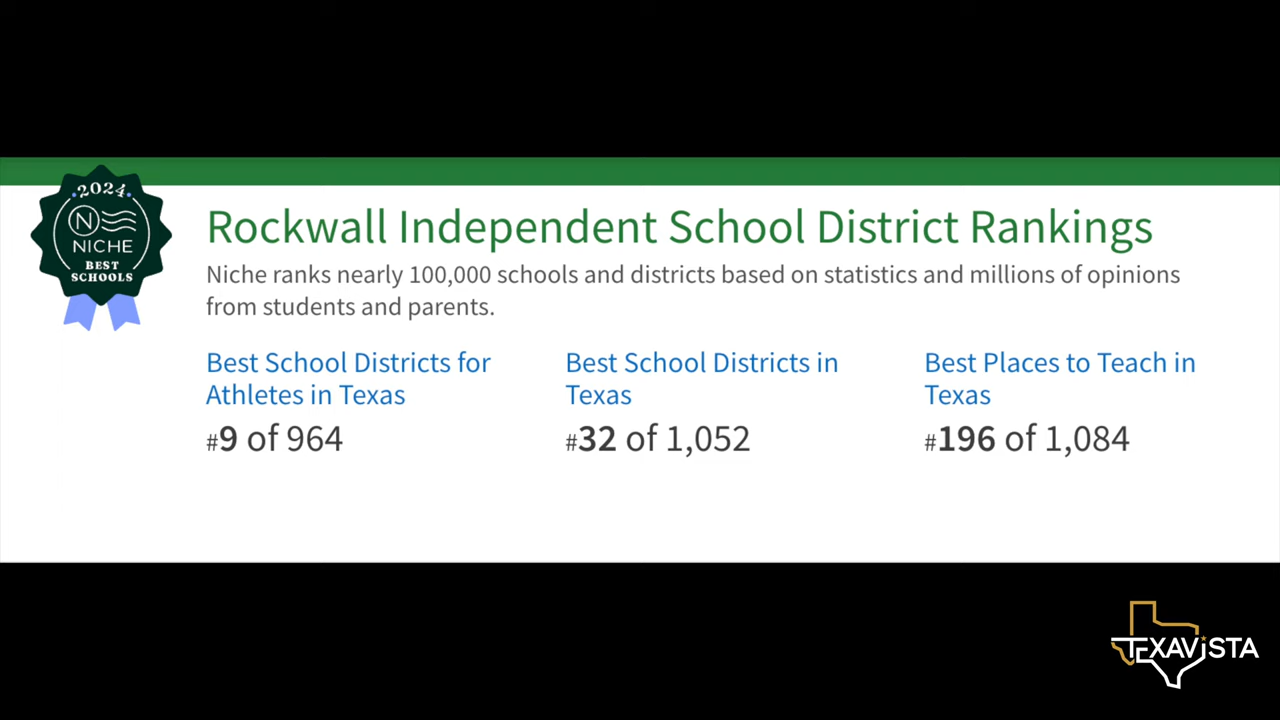 2024
N
NICHE
BEST
SCHOOLS
Rockwall Independent School District Rankings
Niche ranks nearly 100,000 schools and districts based on statistics and millions of opinions
from students and parents.
Best School Districts for
Athletes in Texas
#9 of 964
Best School Districts in
Texas
#32 of 1,052
Best Places to Teach in
Texas
#196 of 1,084
TEXAVISTA